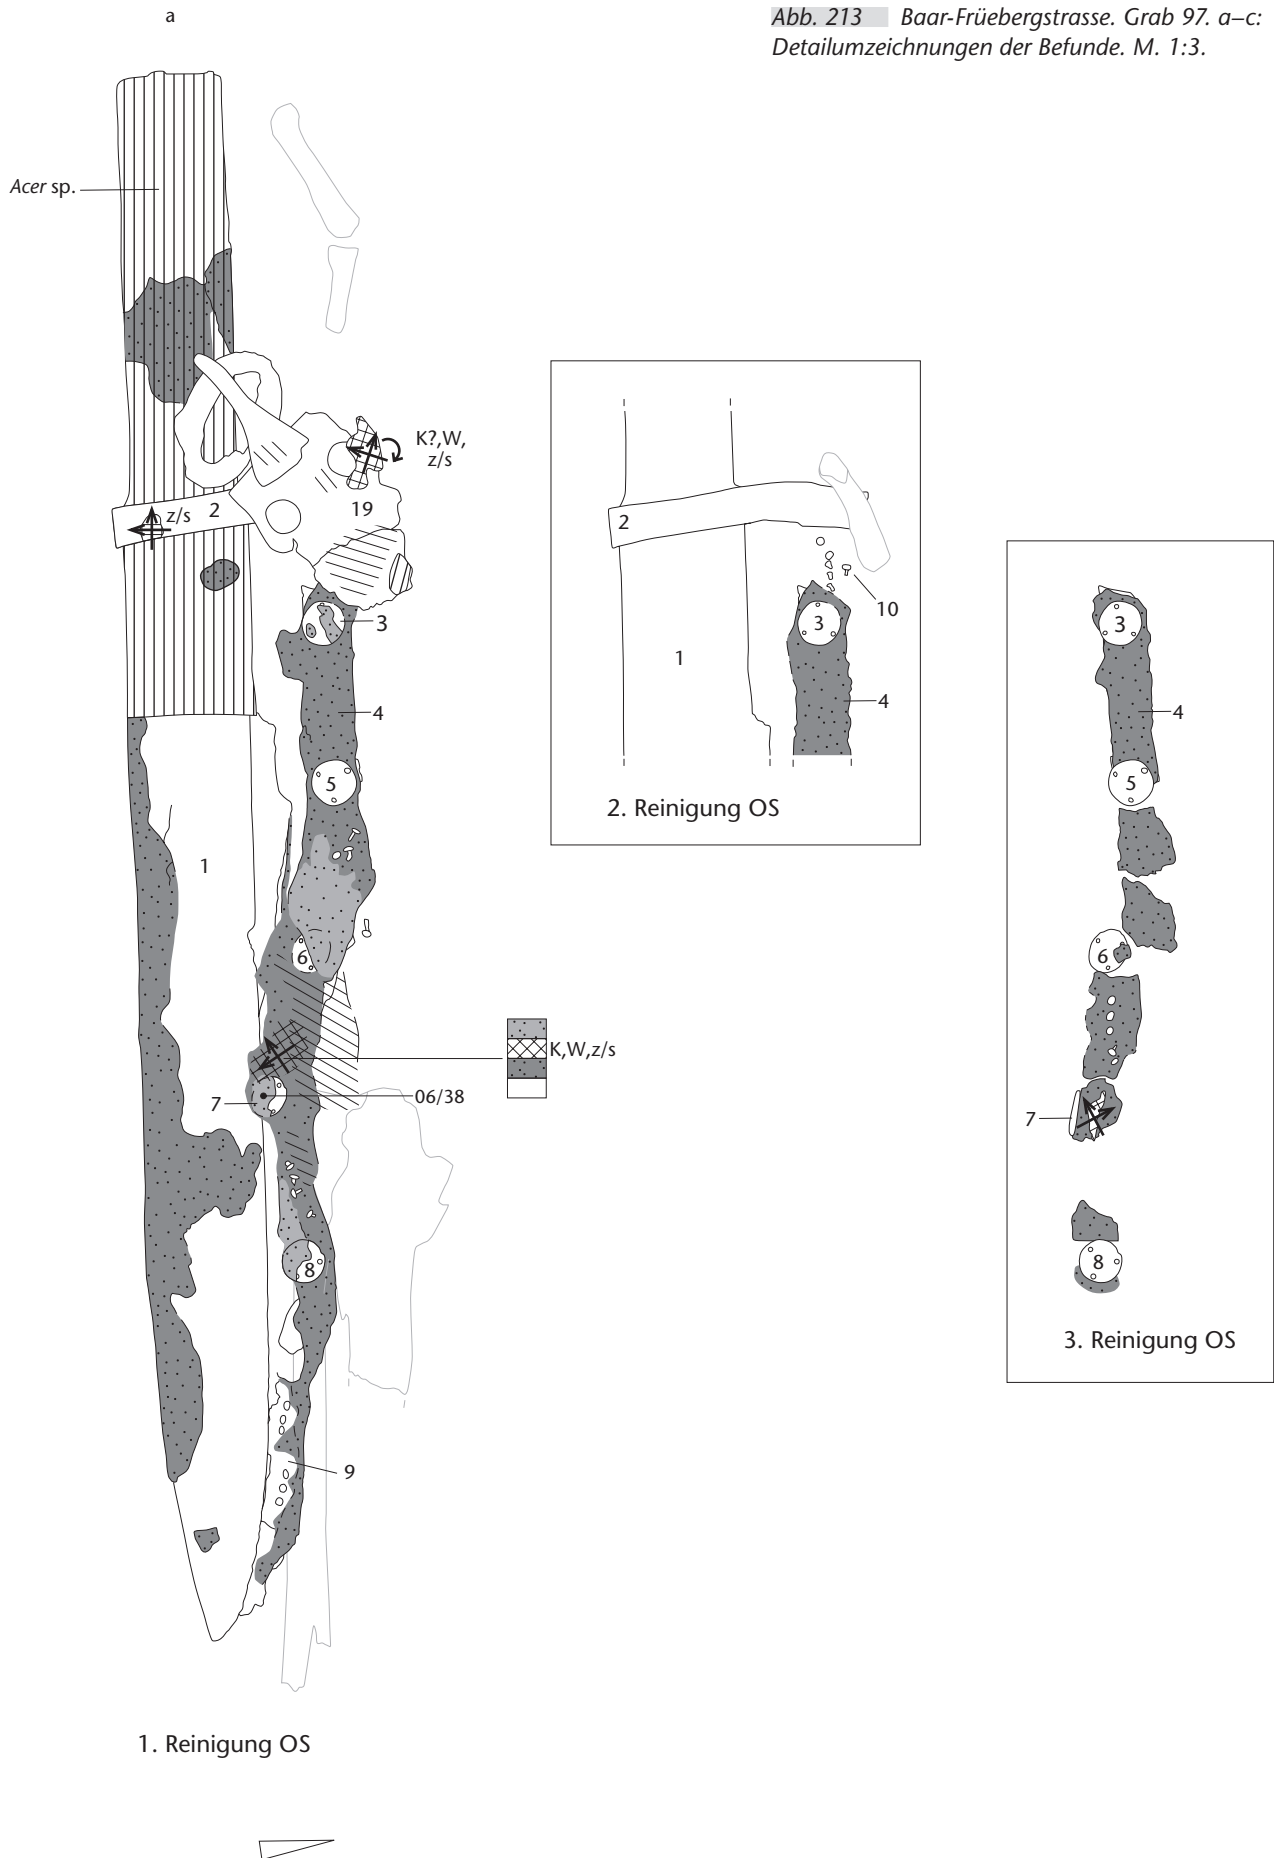 a
Abb. 213 Baar-Früebergstrasse. Grab 97. a–c:
Detailumzeichnungen der Befunde. M. 1:3.
Acer sp.
K?,W,
z/s
z/s
2
19
3
4
5
1
6
K,W,z/s
7
06/38
8
9
1. Reinigung OS
2
10
3
1
4
2. Reinigung OS
3
4
5
6
7
8
3. Reinigung OS